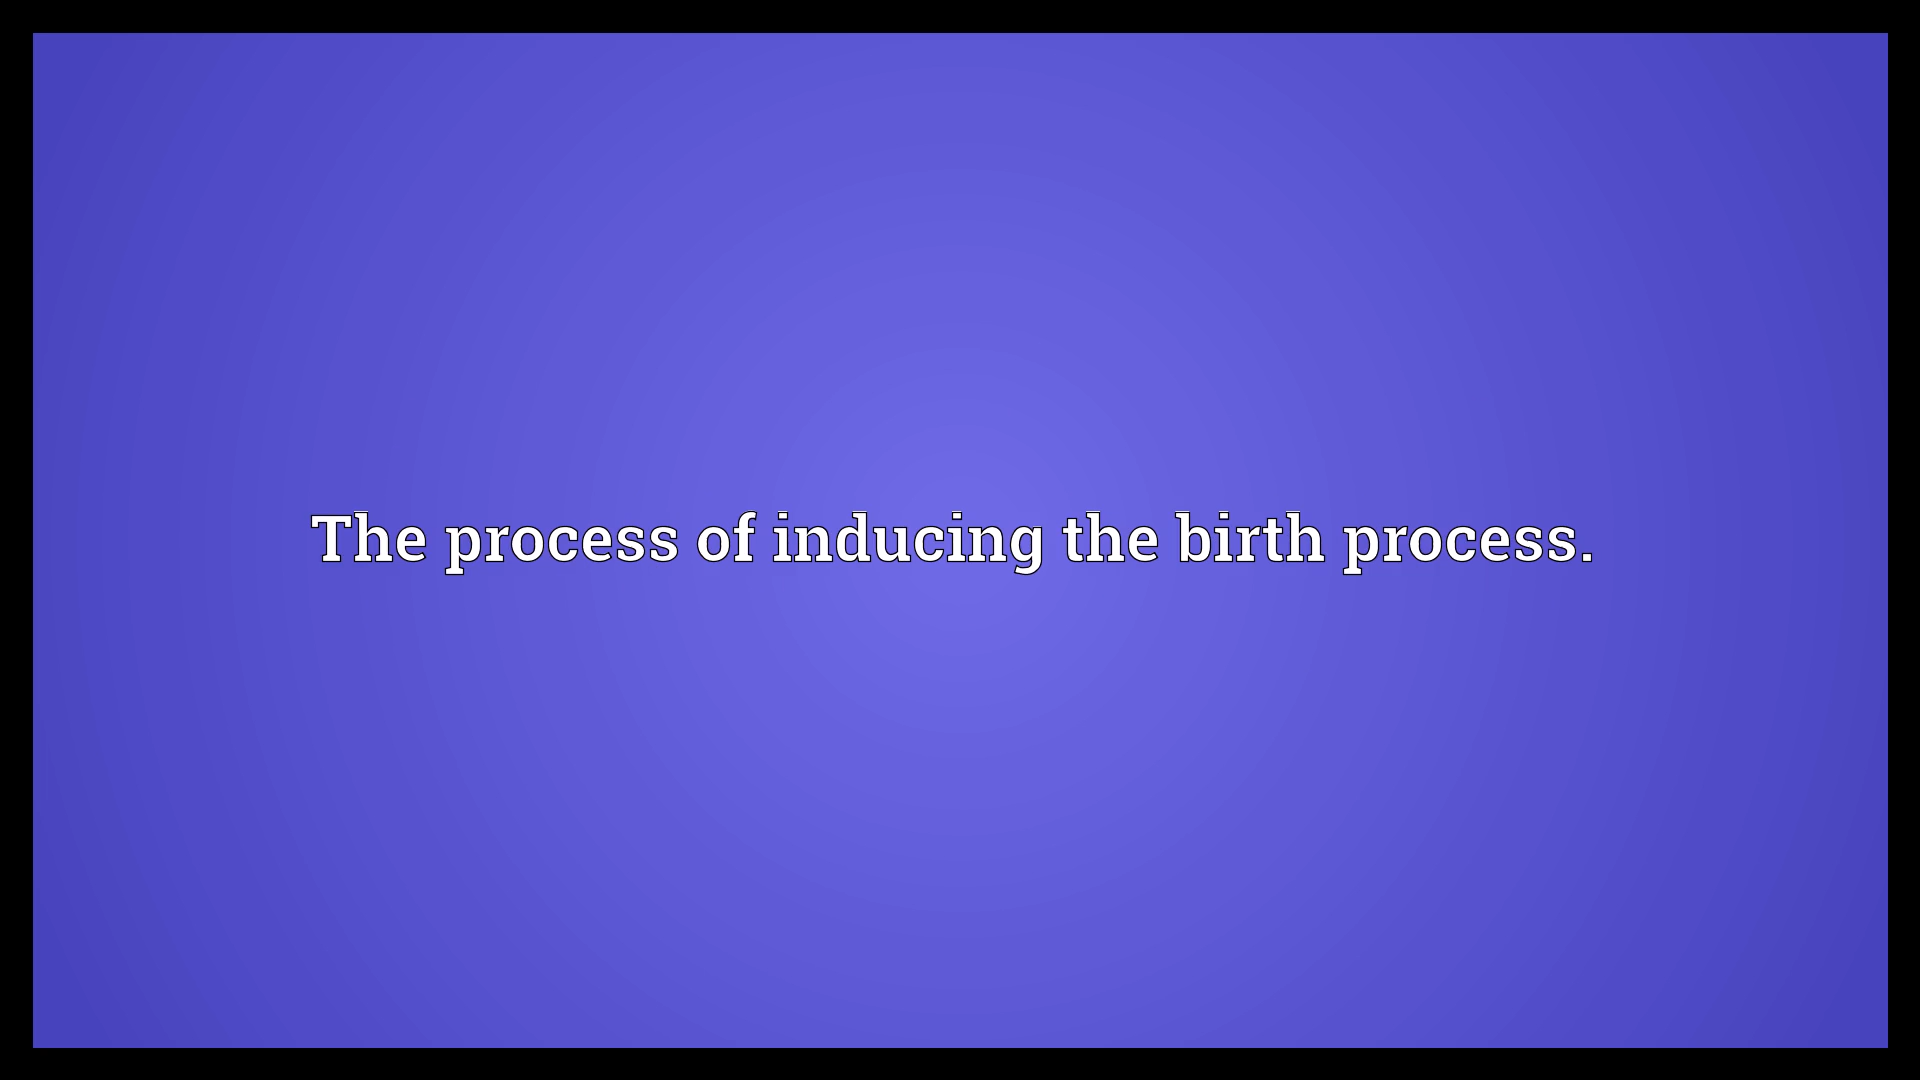 The process of inducing the birth process.